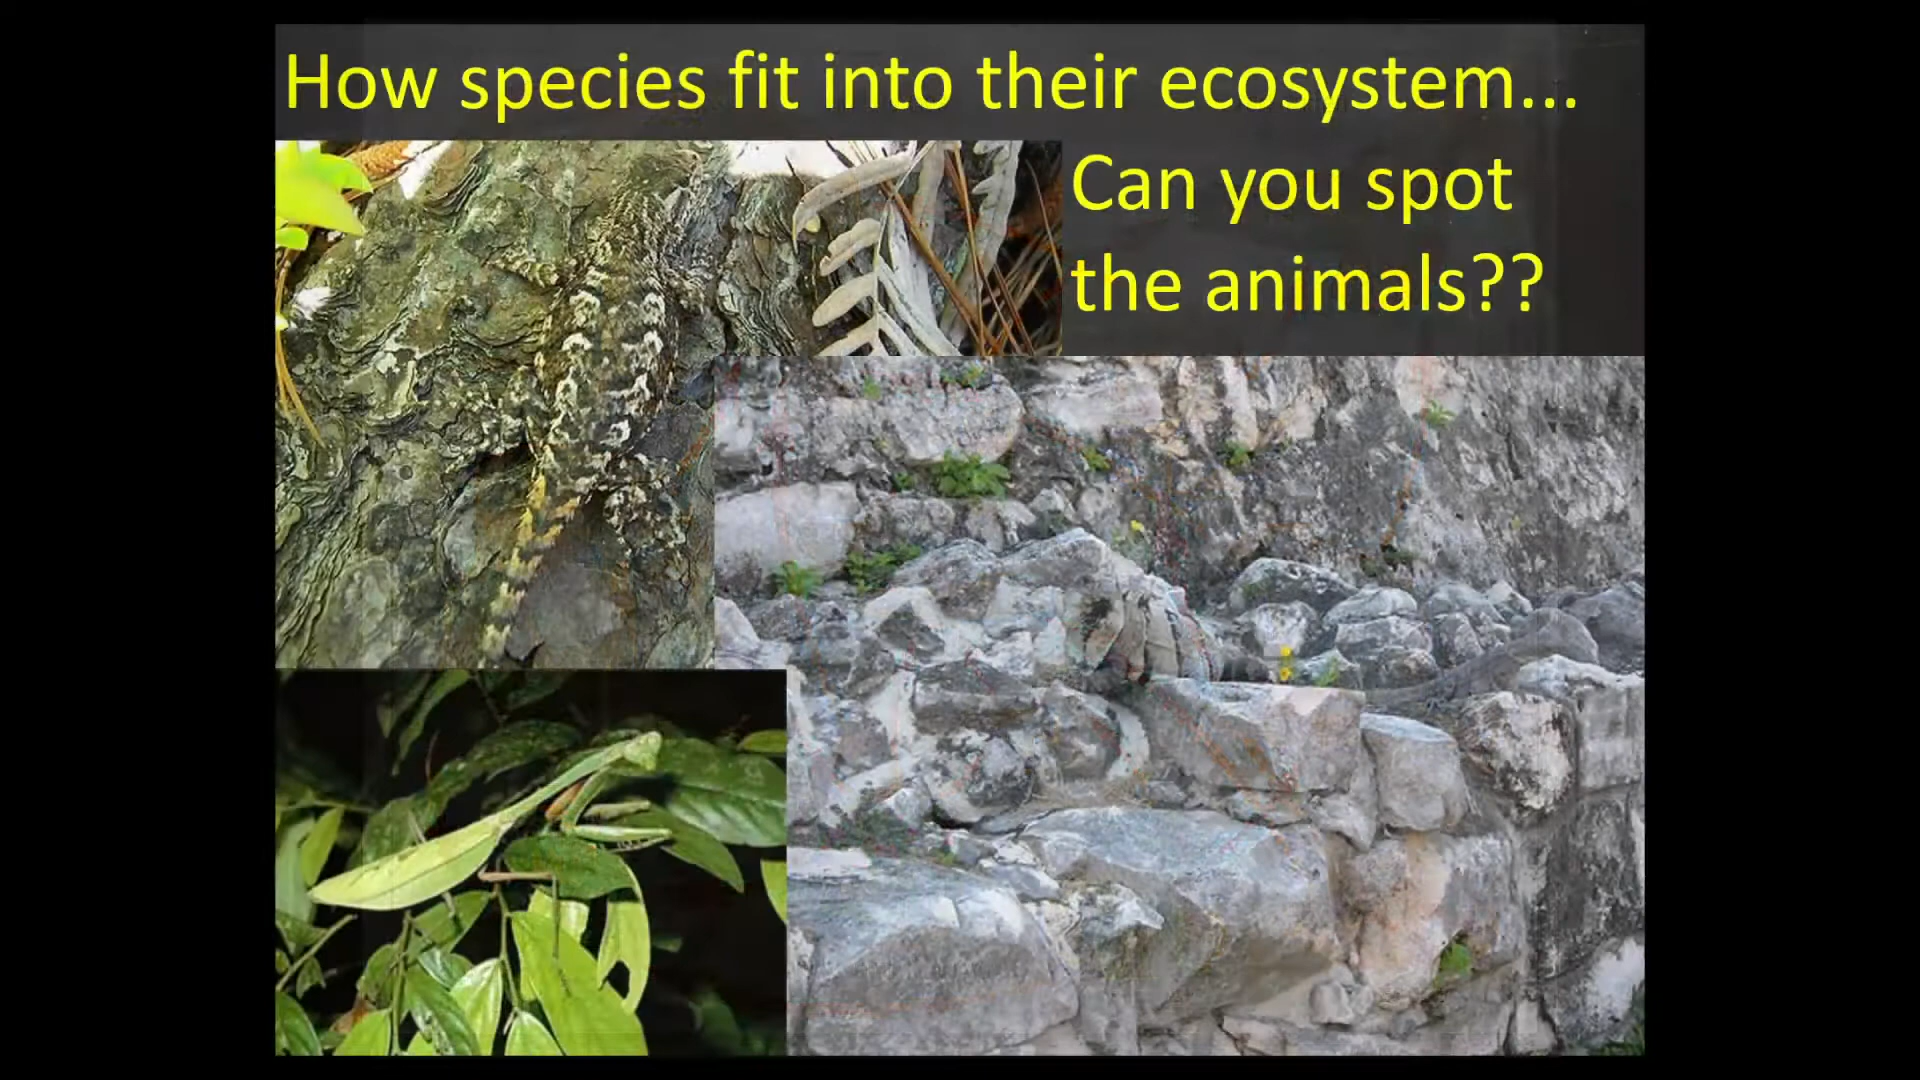 How species fit into their ecosystem...
Can you spot
the animals??